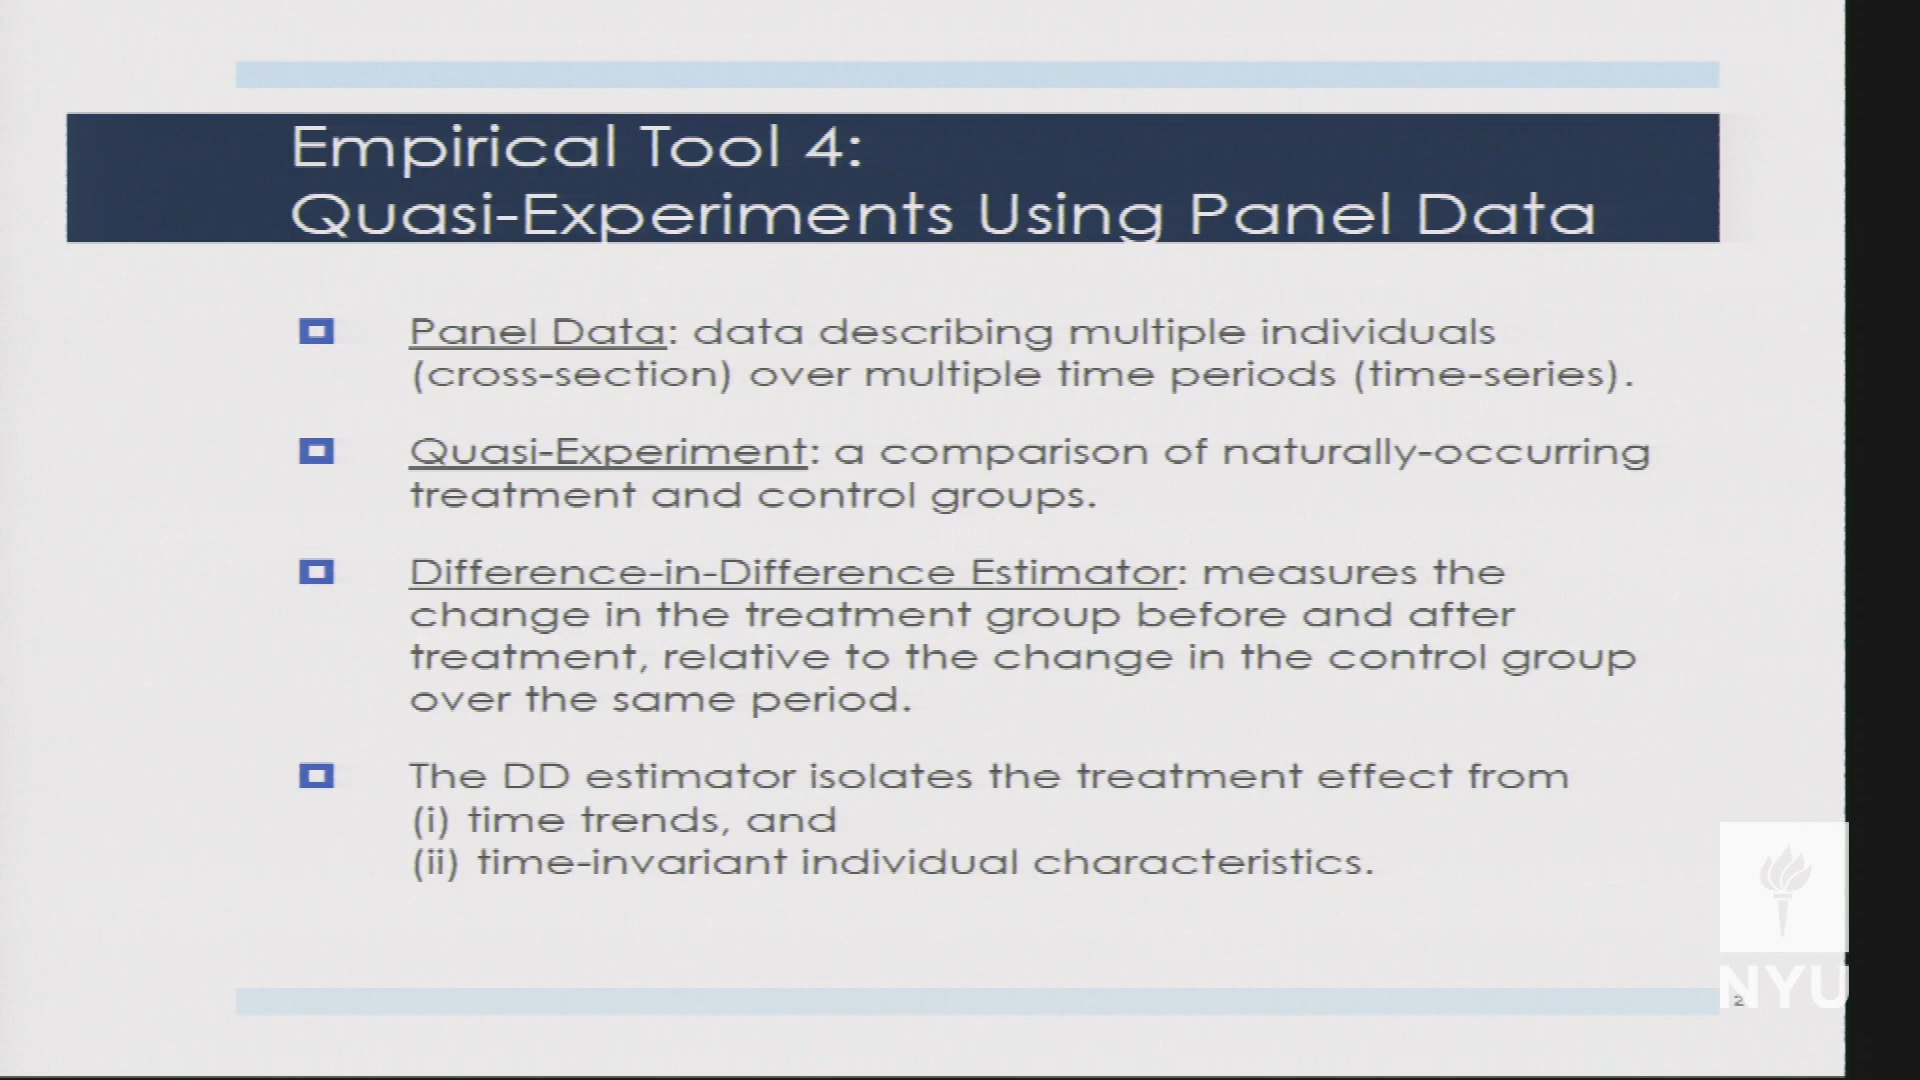 Empirical Tool 4:
Quasi-Experiments Using Panel Data
Panel Data: data describing multiple individuals
(cross-section) over multiple time periods (time-series).
Quasi-Experiment: a comparison of naturally-occurring
treatment and control groups.
Difference-in-Difference Estimator: measures the
change in the treatment group before and after
treatment, relative to the change in the control group
over the same period.
The DD estimator isolates the treatment effect from
(i) time trends, and
(ii) time-invariant individual characteristics.
NYU
2